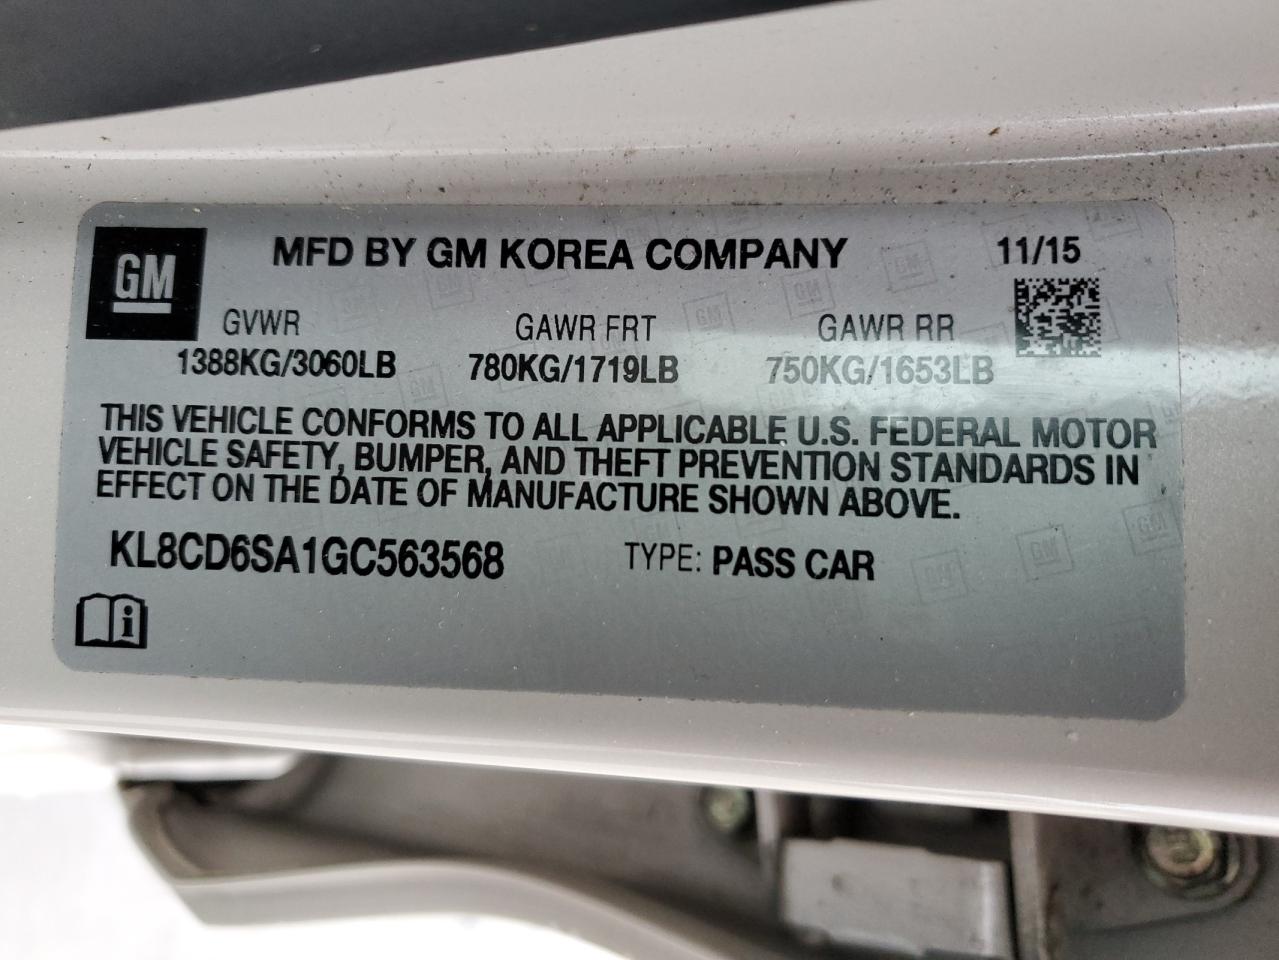 GM
MFD BY GM KOREA COMPANY 11/15
GVWR GAWR FRT GAWR RR
1388KG/3060LB 780KG/1719LB 750KG/1653LB
THIS VEHICLE CONFORMS TO ALL APPLICABLE U.S. FEDERAL MOTOR
VEHICLE SAFETY, BUMPER, AND THEFT PREVENTION STANDARDS IN
EFFECT ON THE DATE OF MANUFACTURE SHOWN ABOVE.
KL8CD6SA1GC563568 TYPE: PASS CAR
i